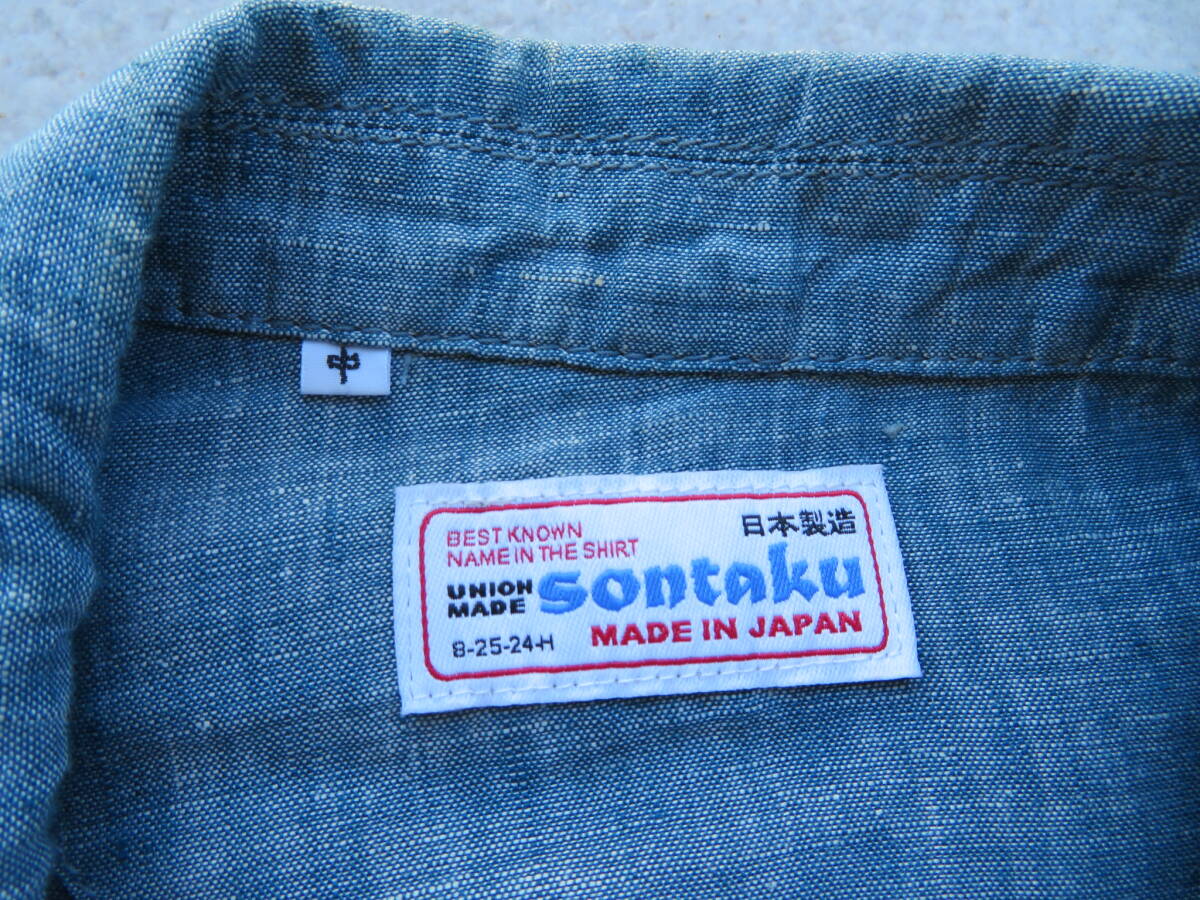 中
BEST KNOWN
NAME IN THE SHIRT
日本製造
UNION
MADE
sontaku
8-25-24-H
MADE IN JAPAN